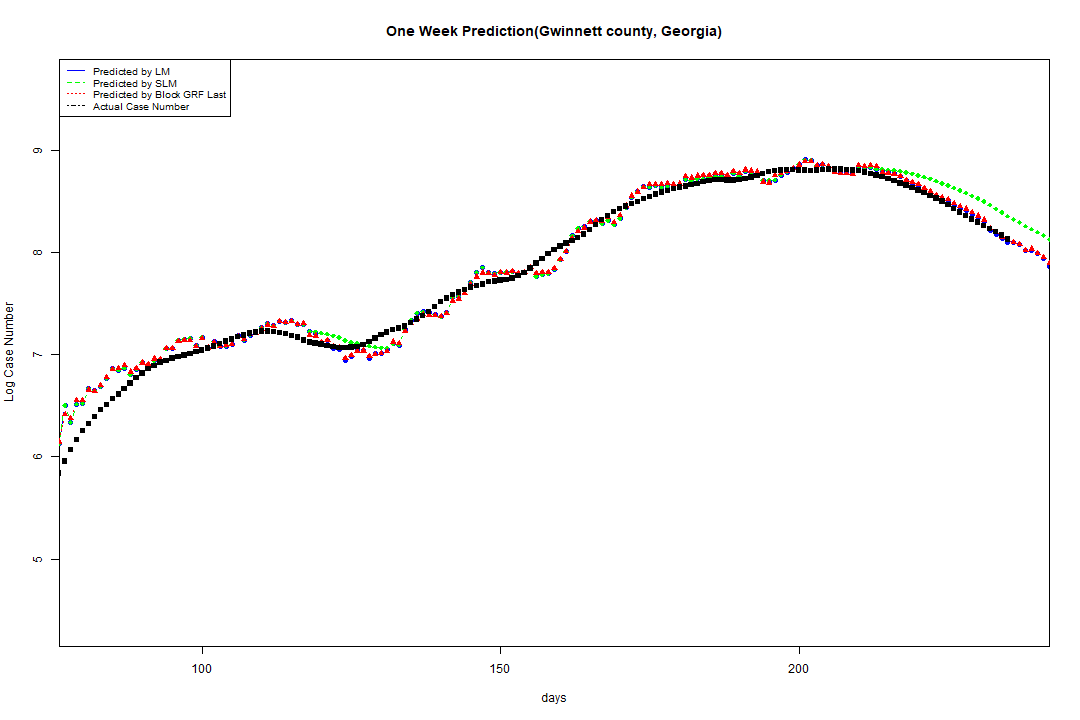 One Week Prediction(Gwinnett county, Georgia)
Predicted by LM
Predicted by SLM
Predicted by Block GRF Last
Actual Case Number
9
8
7
6
5
Log Case Number
100
150
200
days